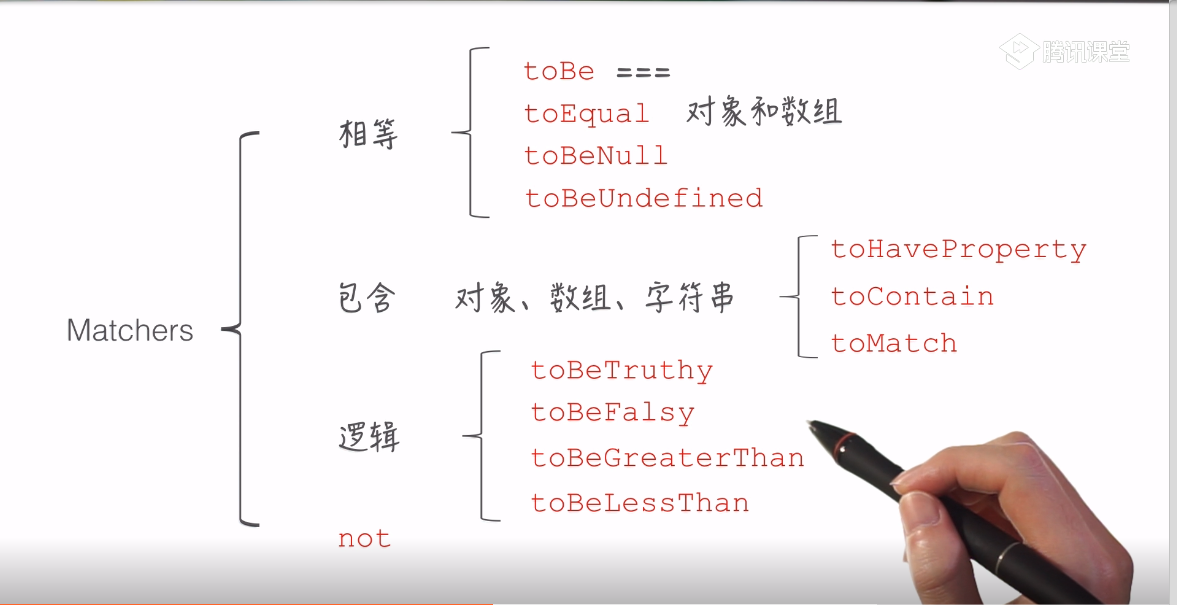 腾讯课堂
toBe ===
toEqual 对象和数组
相等
toBeNull
toBeUndefined
toHaveProperty
包含 对象、数组、字符串
toContain
Matchers
toMatch
toBeTruthy
toBeFalsy
逻辑
toBeGreaterThan
toBeLessThan
not